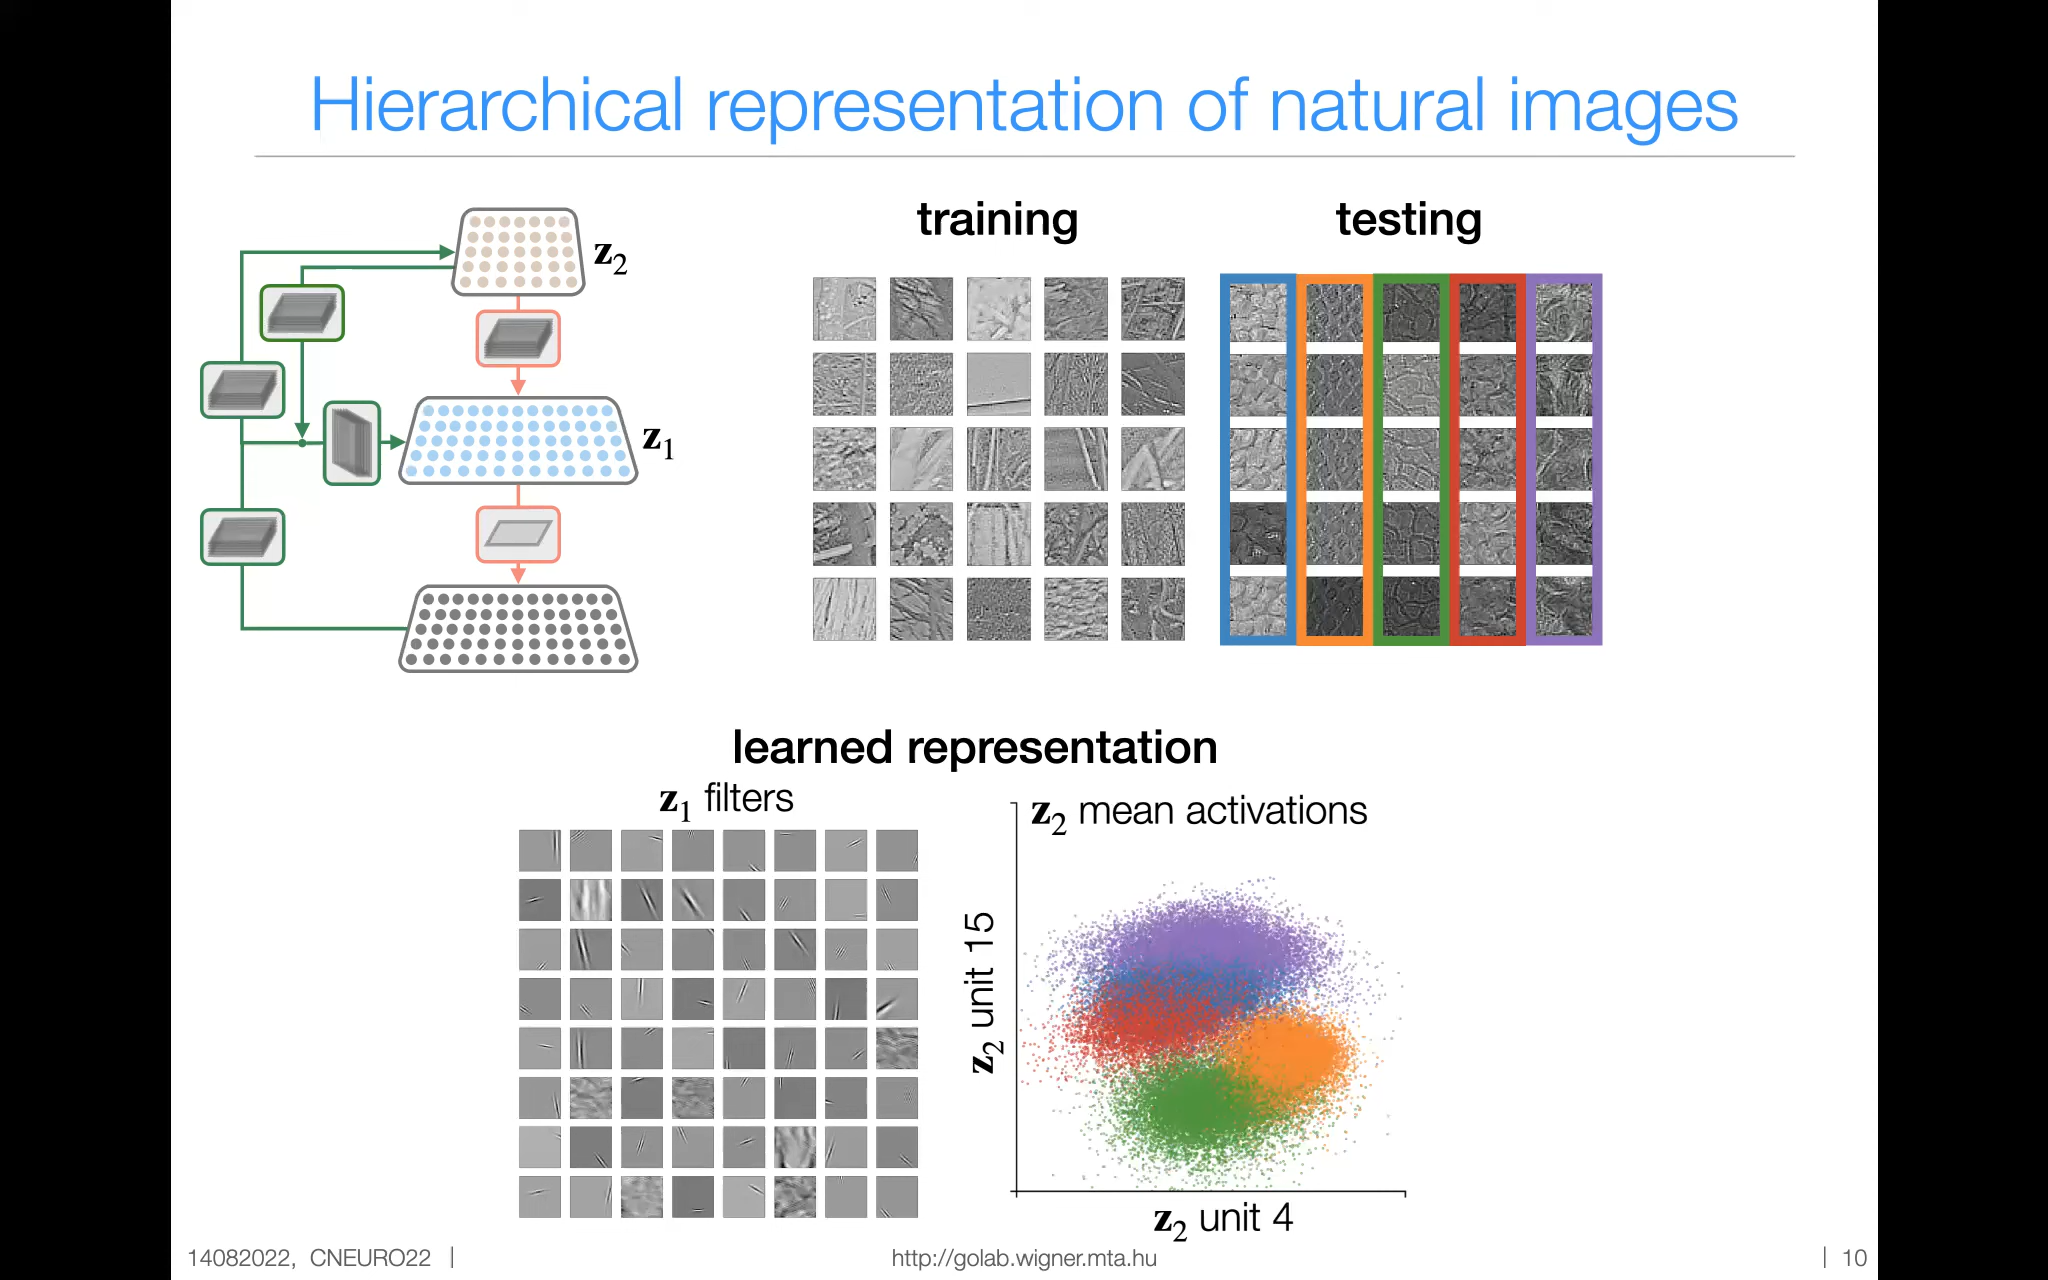 Hierarchical representation of natural images
training
testing
z2
z1
learned representation
z1 filters
z2 mean activations
z2 unit 15
z2 unit 4
14082022, CNEURO22 |
http://golab.wigner.mta.hu
| 10